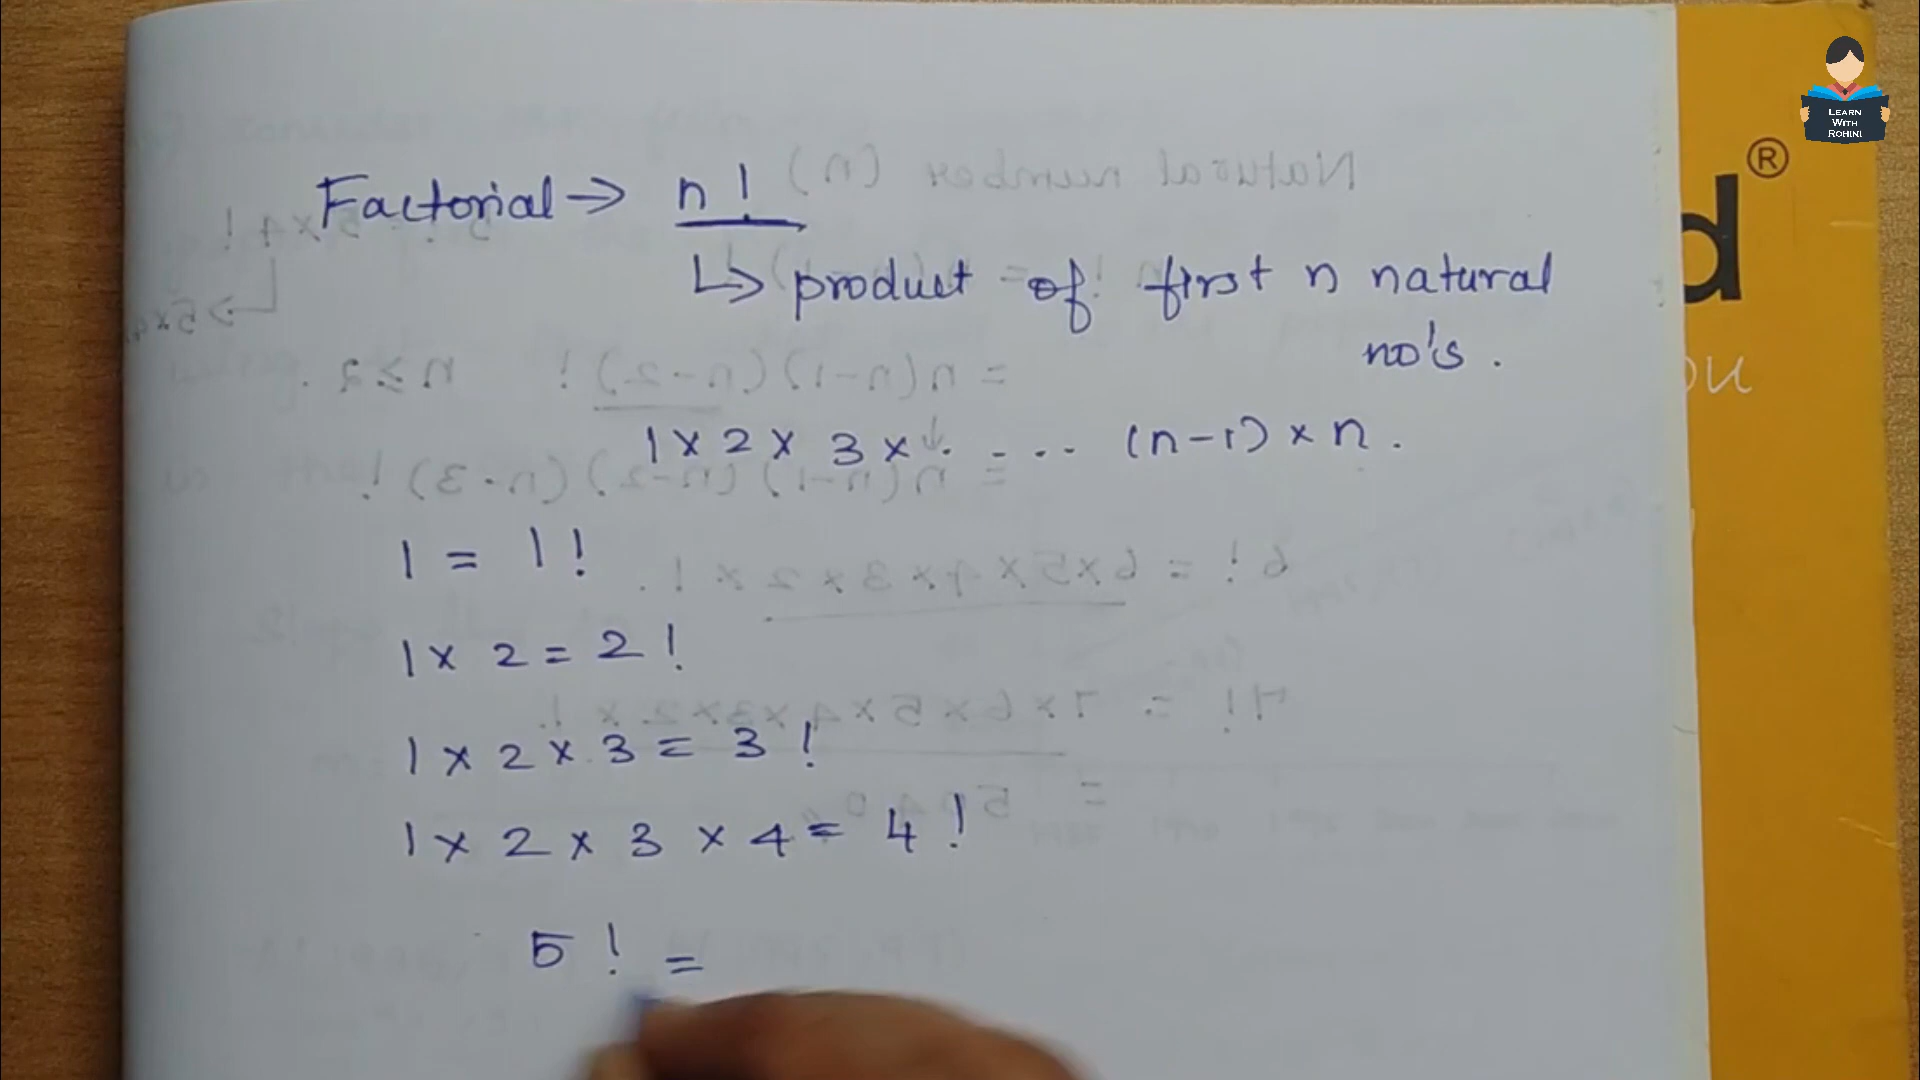 Factorial → n!
↳ product of first n natural
no's.
1 × 2 × 3 × . - .. (n-1) × n.
1 = 1!
1 × 2 = 2!
1 × 2 × 3 = 3!
1 × 2 × 3 × 4 = 4!
5! =
LEARN
WITH
ROHINI
®
d
ou